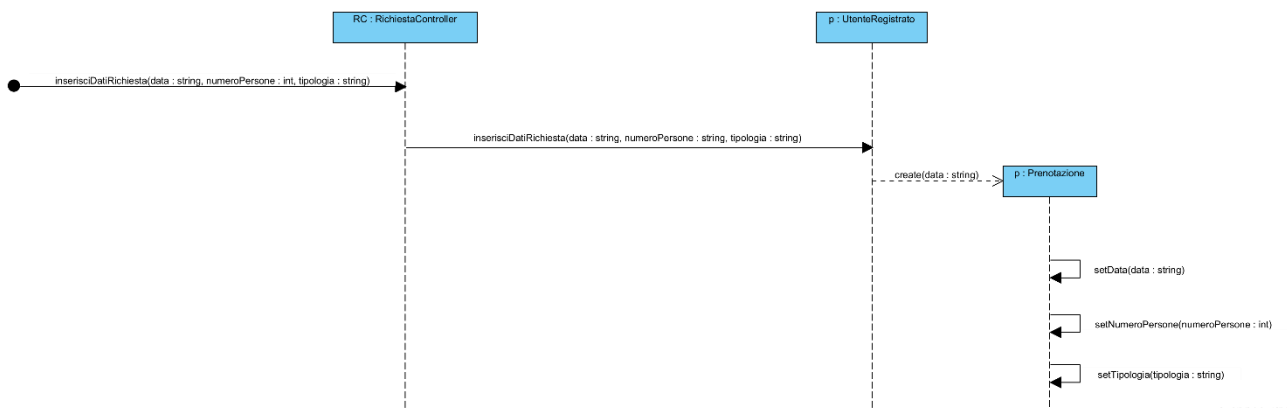 RC : RichiestaController
p : UtenteRegistrato
inserisciDatiRichiesta(data : string, numeroPersone : int, tipologia : string)
inserisciDatiRichiesta(data : string, numeroPersone : string, tipologia : string)
create(data : string)
p : Prenotazione
setData(data : string)
setNumeroPersone(numeroPersone : int)
setTipologia(tipologia : string)